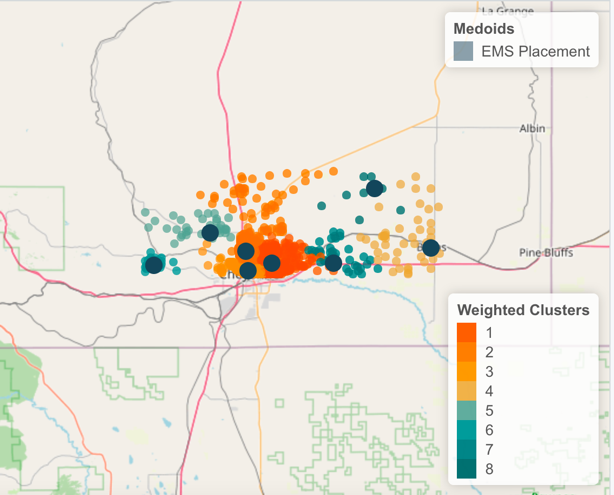 La Grange
Medoids
EMS Placement
Albin
Pine Bluffs
Weighted Clusters
1
2
3
4
5
6
7
8